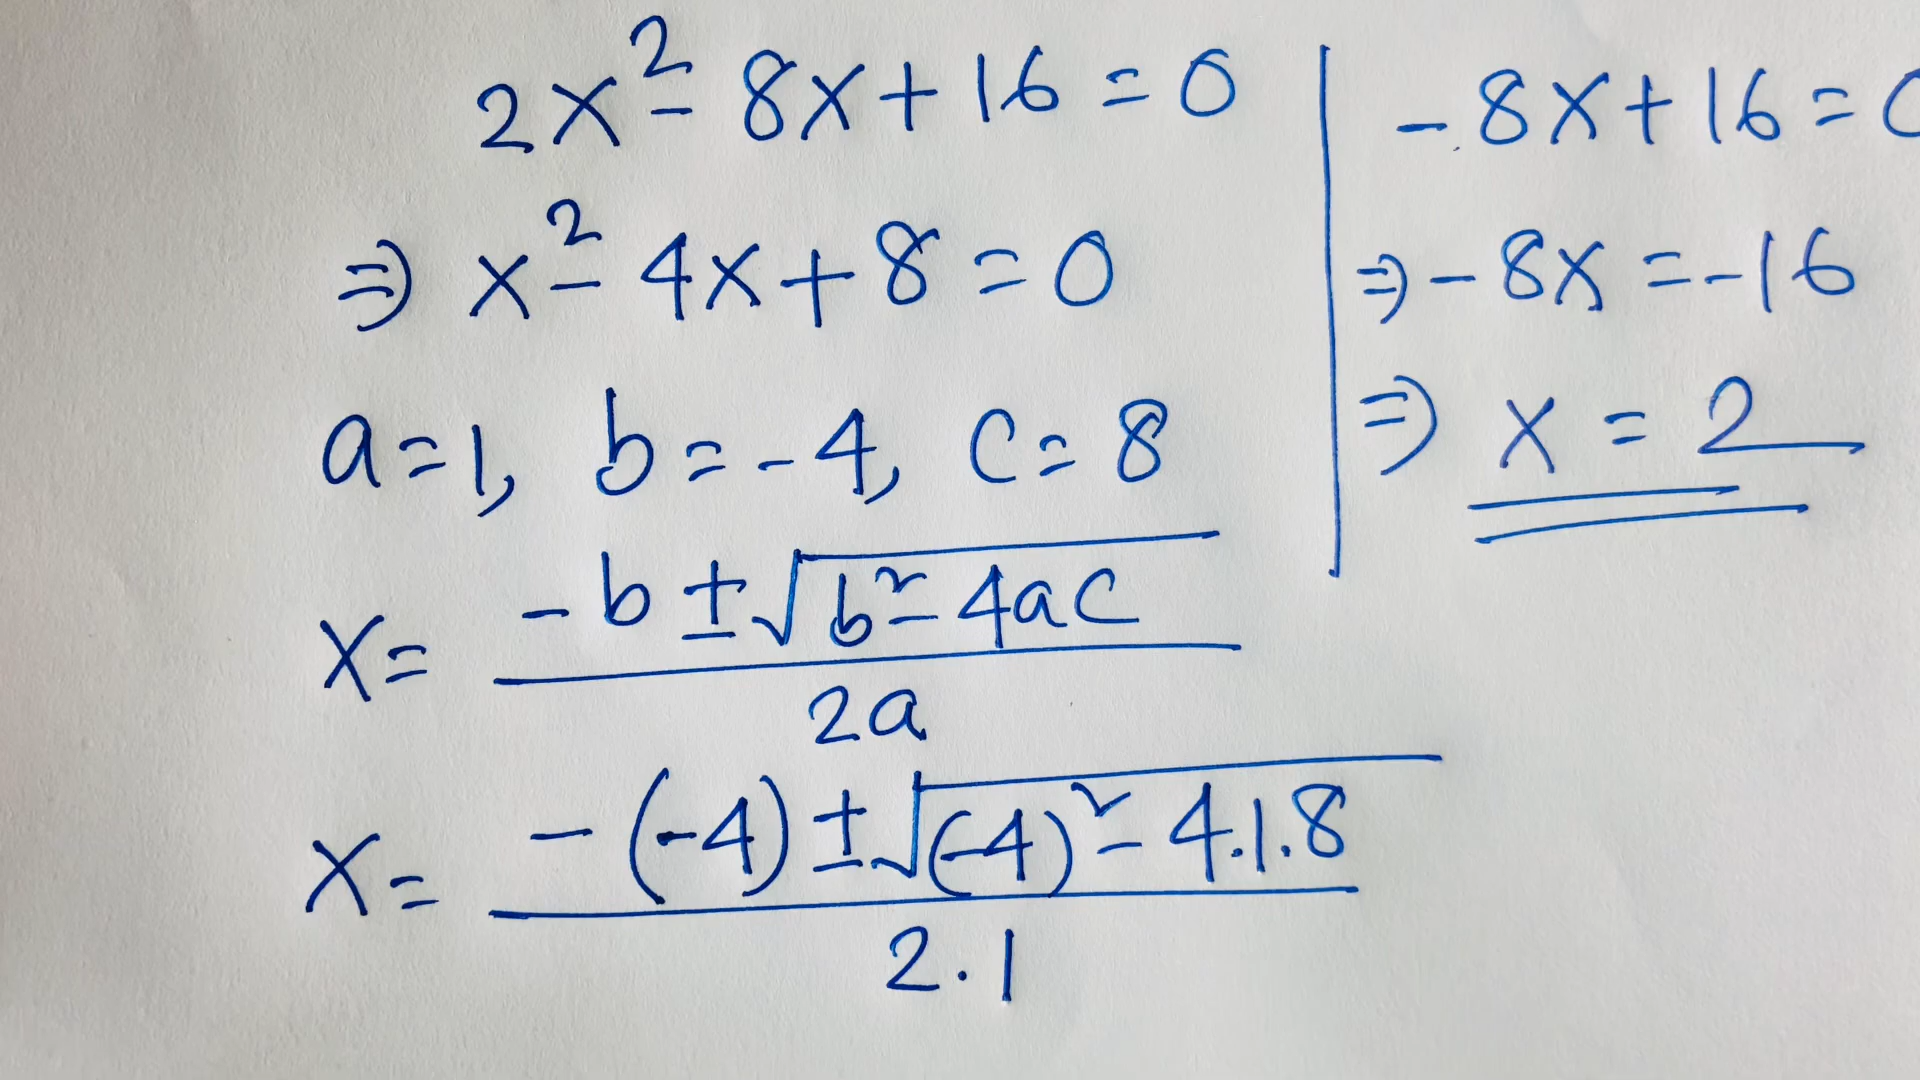 2x² - 8x + 16 = 0
⇒ x² - 4x + 8 = 0
a = 1, b = -4, c = 8
x = (-b ± √(b² - 4ac)) / 2a
x = (-(-4) ± √((-4)² - 4.1.8)) / 2.1
-8x + 16 = 0
⇒ -8x = -16
⇒ x = 2